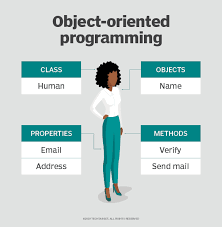 Object-oriented
programming
CLASS
Human
OBJECTS
Name
PROPERTIES
Email
Address
METHODS
Verify
Send mail